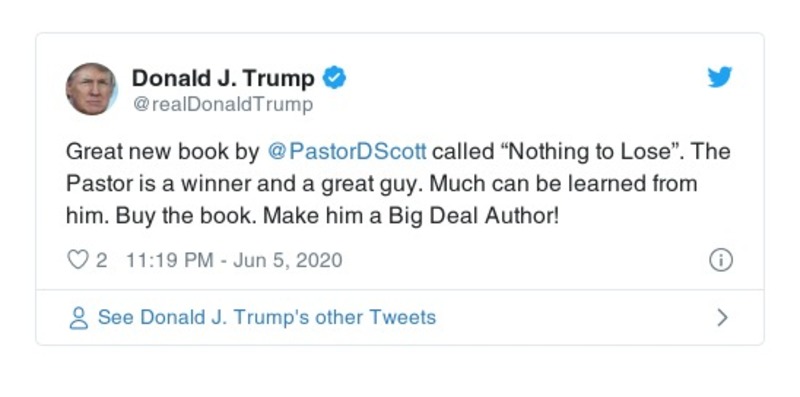 Donald J. Trump
@realDonaldTrump
Great new book by @PastorDScott called “Nothing to Lose”. The
Pastor is a winner and a great guy. Much can be learned from
him. Buy the book. Make him a Big Deal Author!
2 11:19 PM - Jun 5, 2020
See Donald J. Trump's other Tweets